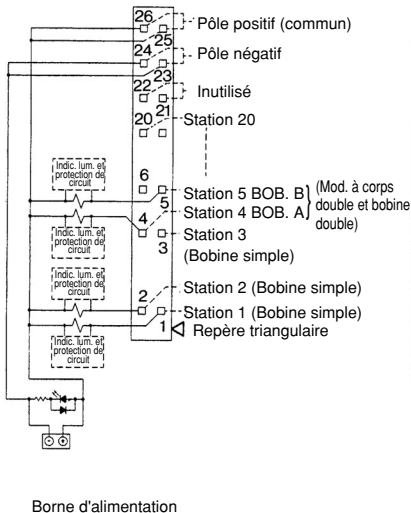 26
Pôle positif (commun)
25
24
Pôle négatif
23
22
Inutilisé
21
20
Station 20
Indic. lum. et
protection de
circuit
6
5
Station 5 BOB. B
Station 4 BOB. A
(Mod. à corps
double et bobine
double)
4
Indic. lum. et
protection de
circuit
Station 3
3
(Bobine simple)
Indic. lum. et
protection de
circuit
2
Station 2 (Bobine simple)
Station 1 (Bobine simple)
1
Repère triangulaire
Indic. lum. et
protection de
circuit
Borne d'alimentation